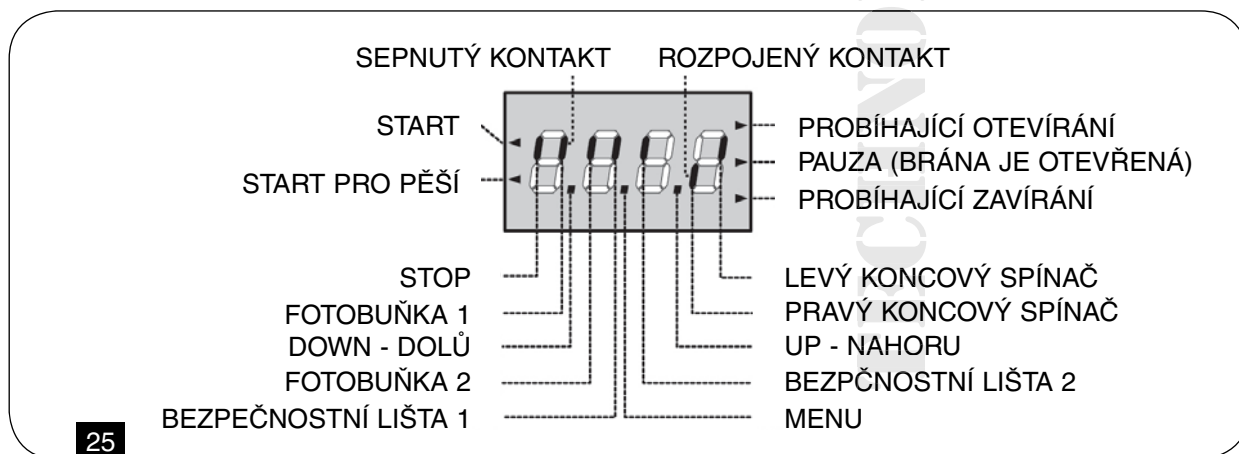 SEPNUTÝ KONTAKT ROZPOJENÝ KONTAKT
START PROBÍHAJÍCÍ OTEVÍRÁNÍ
PAUZA (BRÁNA JE OTEVŘENÁ)
START PRO PĚŠÍ PROBÍHAJÍCÍ ZAVÍRÁNÍ
STOP LEVÝ KONCOVÝ SPÍNAČ
FOTOBUŇKA 1 PRAVÝ KONCOVÝ SPÍNAČ
DOWN - DOLŮ UP - NAHORU
FOTOBUŇKA 2 BEZPČNOSTNÍ LIŠTA 2
BEZPEČNOSTNÍ LIŠTA 1 MENU
25